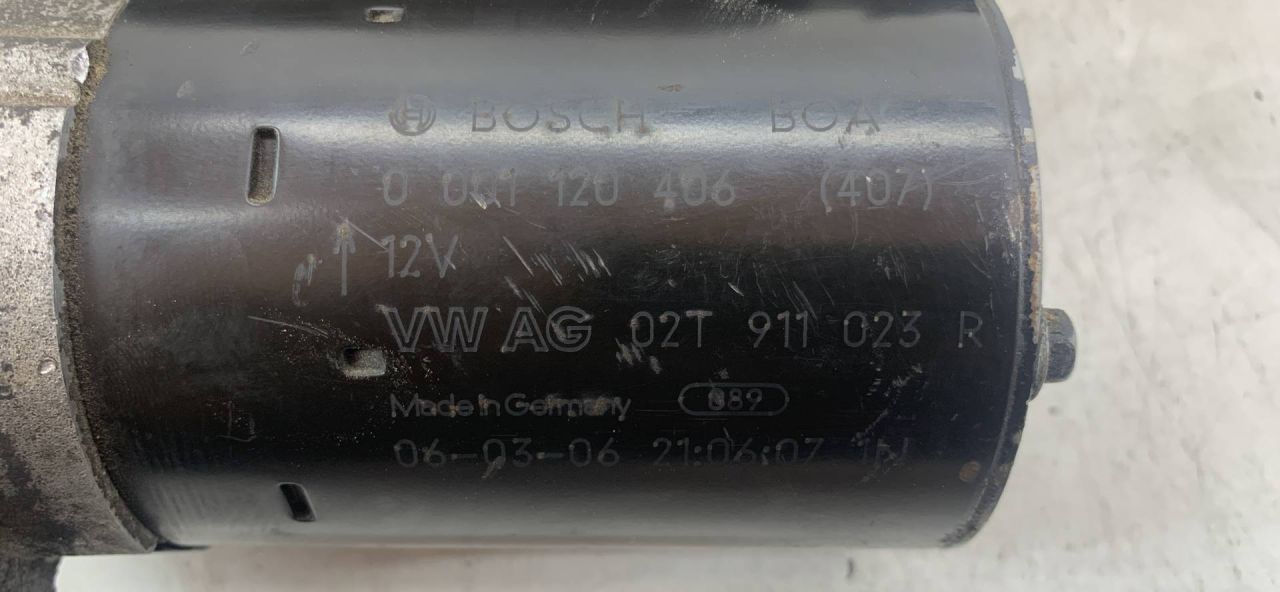 BOSCH BOA
0 001 120 406 (407)
12V
VW AG 02T 911 023 R
Made in Germany 089
06-03-06 21:06:07